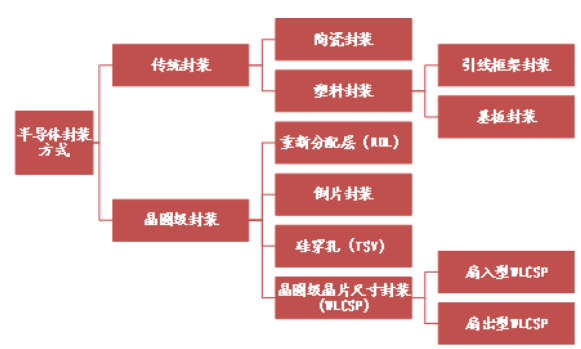 半导体封装
方式
传统封装
陶瓷封装
塑料封装
引线框架封装
基板封装
晶圆级封装
重新分配层（RDL）
倒片封装
硅穿孔（TSV）
晶圆级晶片尺寸封装
（WLCSP）
扇入型WLCSP
扇出型WLCSP